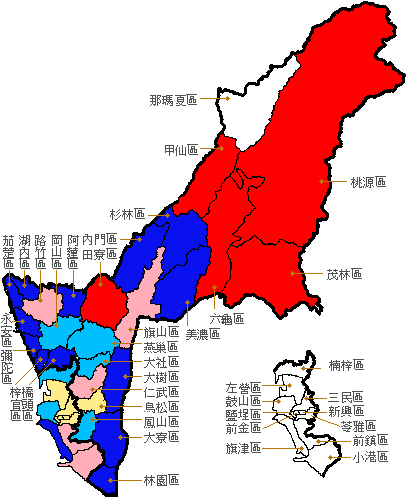 那瑪夏區
甲仙區
桃源區
杉林區
內門區
田寮區
阿蓮區
岡山區
路竹區
湖內區
茄萣區
茂林區
六龜區
美濃區
永安區
彌陀區
梓官區
橋頭區
旗山區
燕巢區
大社區
大樹區
仁武區
鳥松區
鳳山區
大寮區
林園區
楠梓區
左營區
鼓山區
鹽埕區
前金區
旗津區
三民區
新興區
苓雅區
前鎮區
小港區